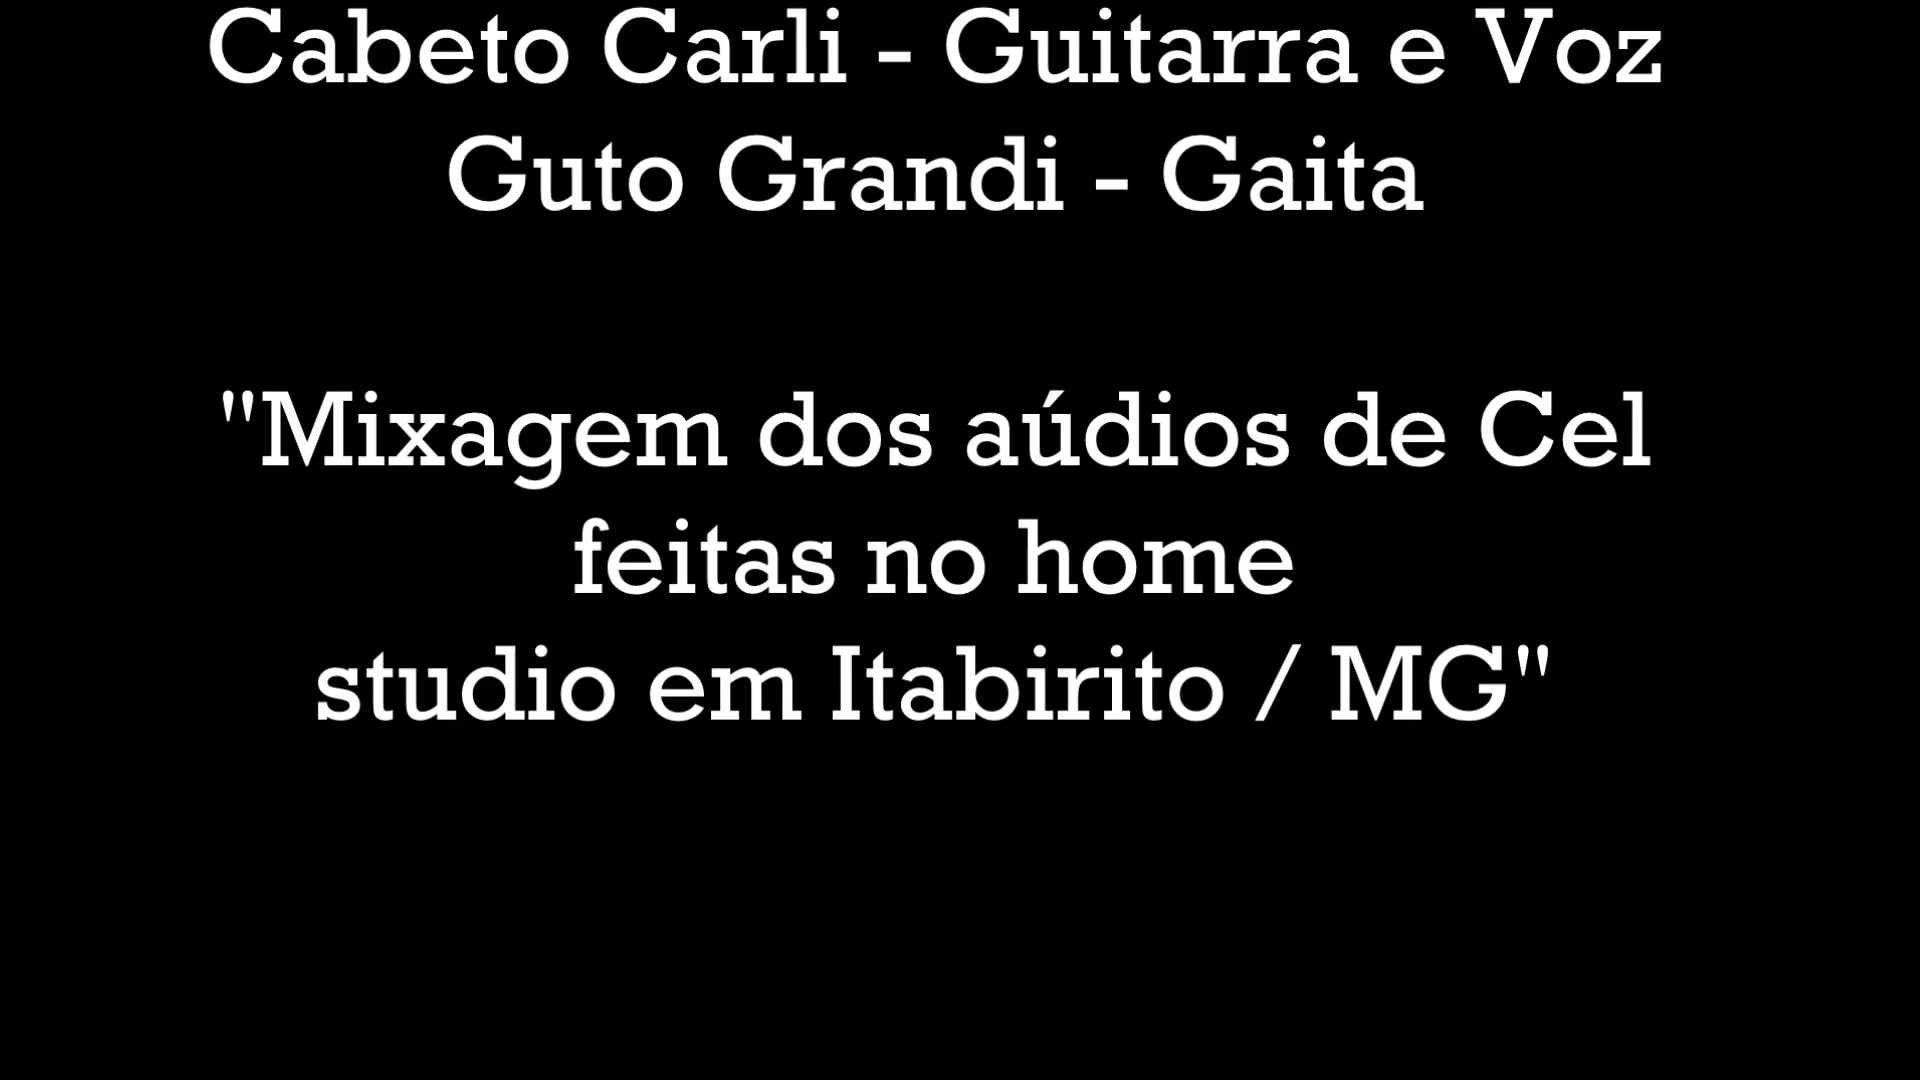 Cabeto Carli - Guitarra e Voz
Guto Grandi - Gaita
"Mixagem dos aúdios de Cel
feitas no home
studio em Itabirito / MG"